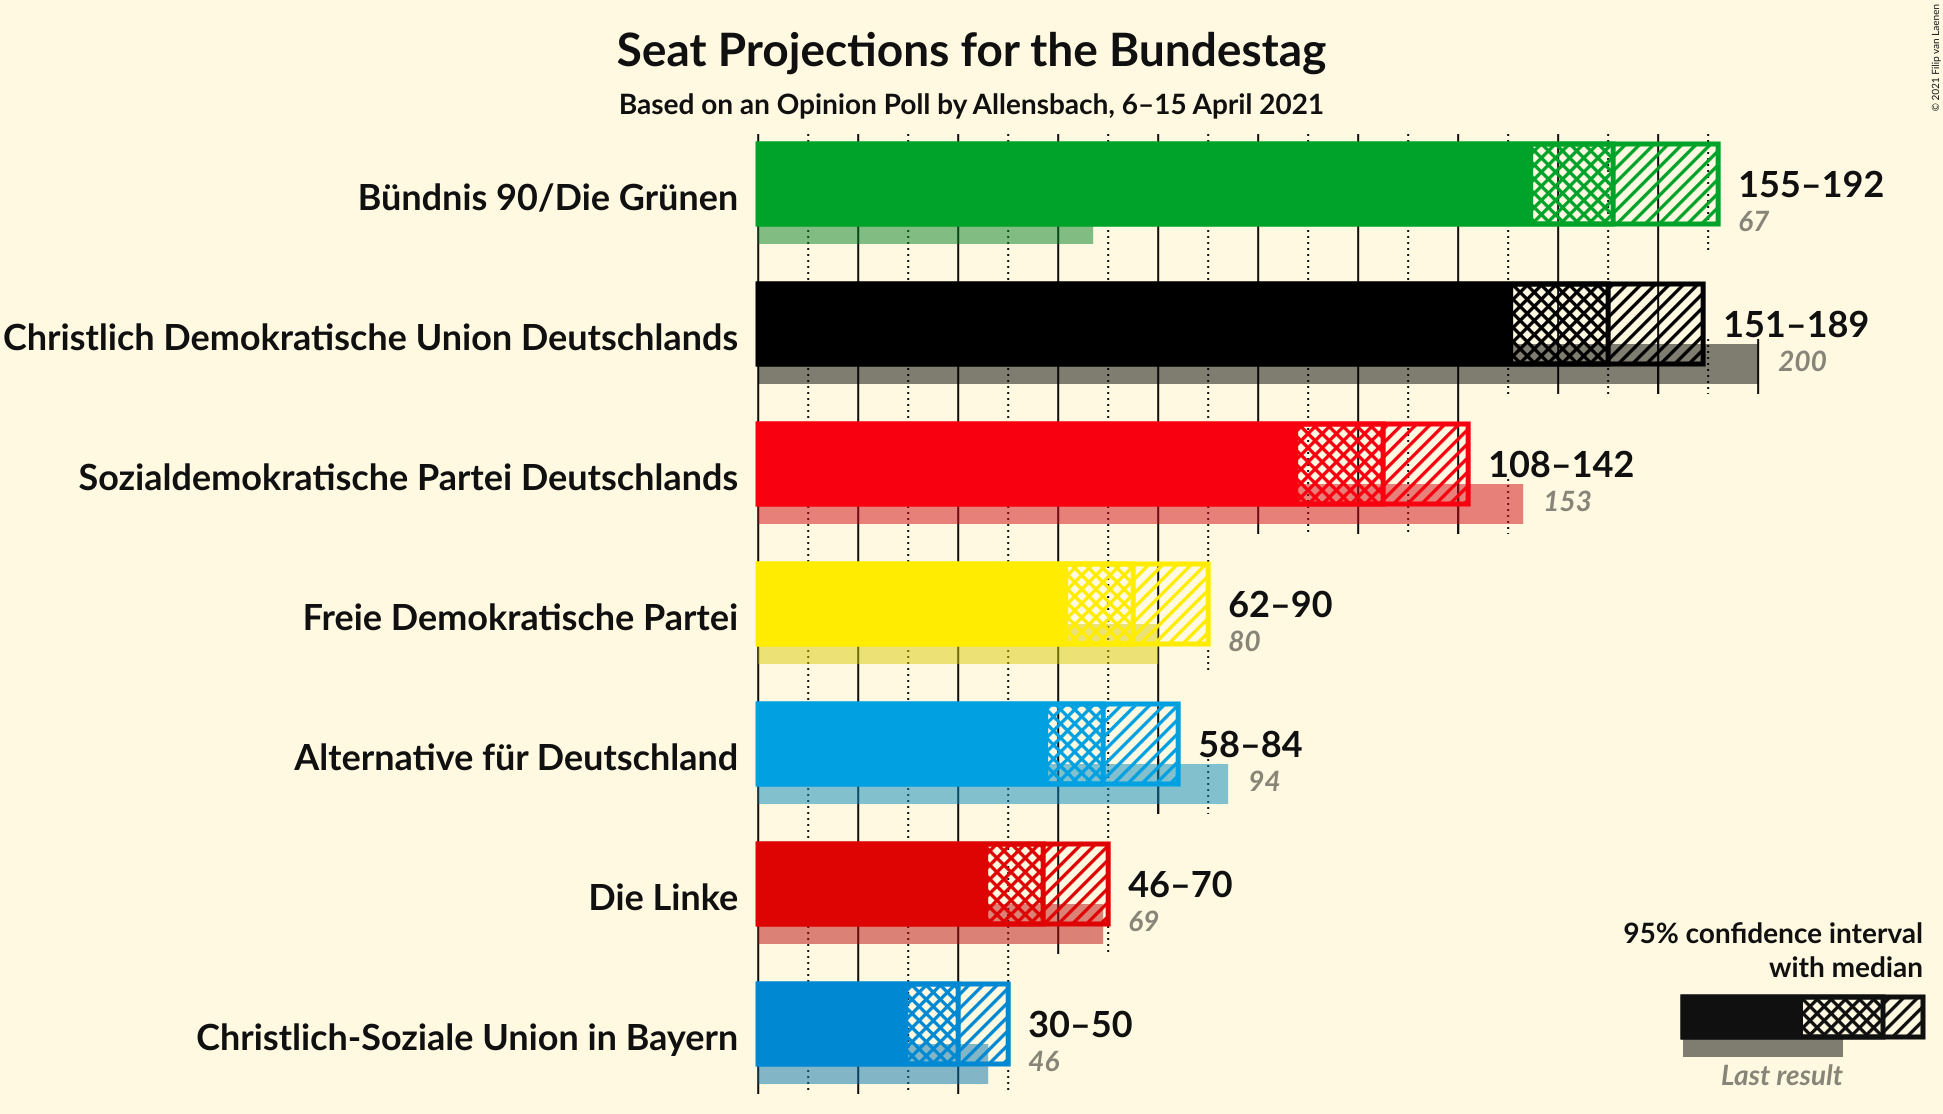 Seat Projections for the Bundestag
Based on an Opinion Poll by Allensbach, 6–15 April 2021
© 2021 Filip van Laenen
Bündnis 90/Die Grünen
155–192
67
Christlich Demokratische Union Deutschlands
151–189
200
Sozialdemokratische Partei Deutschlands
108–142
153
Freie Demokratische Partei
62–90
80
Alternative für Deutschland
58–84
94
Die Linke
46–70
69
Christlich-Soziale Union in Bayern
30–50
46
95% confidence interval
with median
Last result